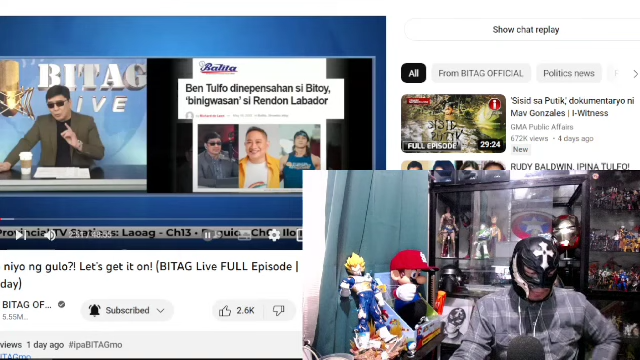 Show chat replay
BITAG
LIVE
Balita
Ben Tulfo dinepensahan si Bitoy,
'binigwasan' si Rendon Labador
All
From BITAG OFFICIAL
Politics news
'Sisid sa Putik,' dokumentaryo ni
Mav Gonzales | I-Witness
GMA Public Affairs
672K views • 4 days ago
New
FULL EPISODE
29:24
RUDY BALDWIN, IPINA TULFO!
Laoag - Ch13 •
niyo ng gulo?! Let's get it on! (BITAG Live FULL Episode |
day)
BITAG OF...
5.55M...
Subscribed
2.6K
views 1 day ago #ipaBITAGmo